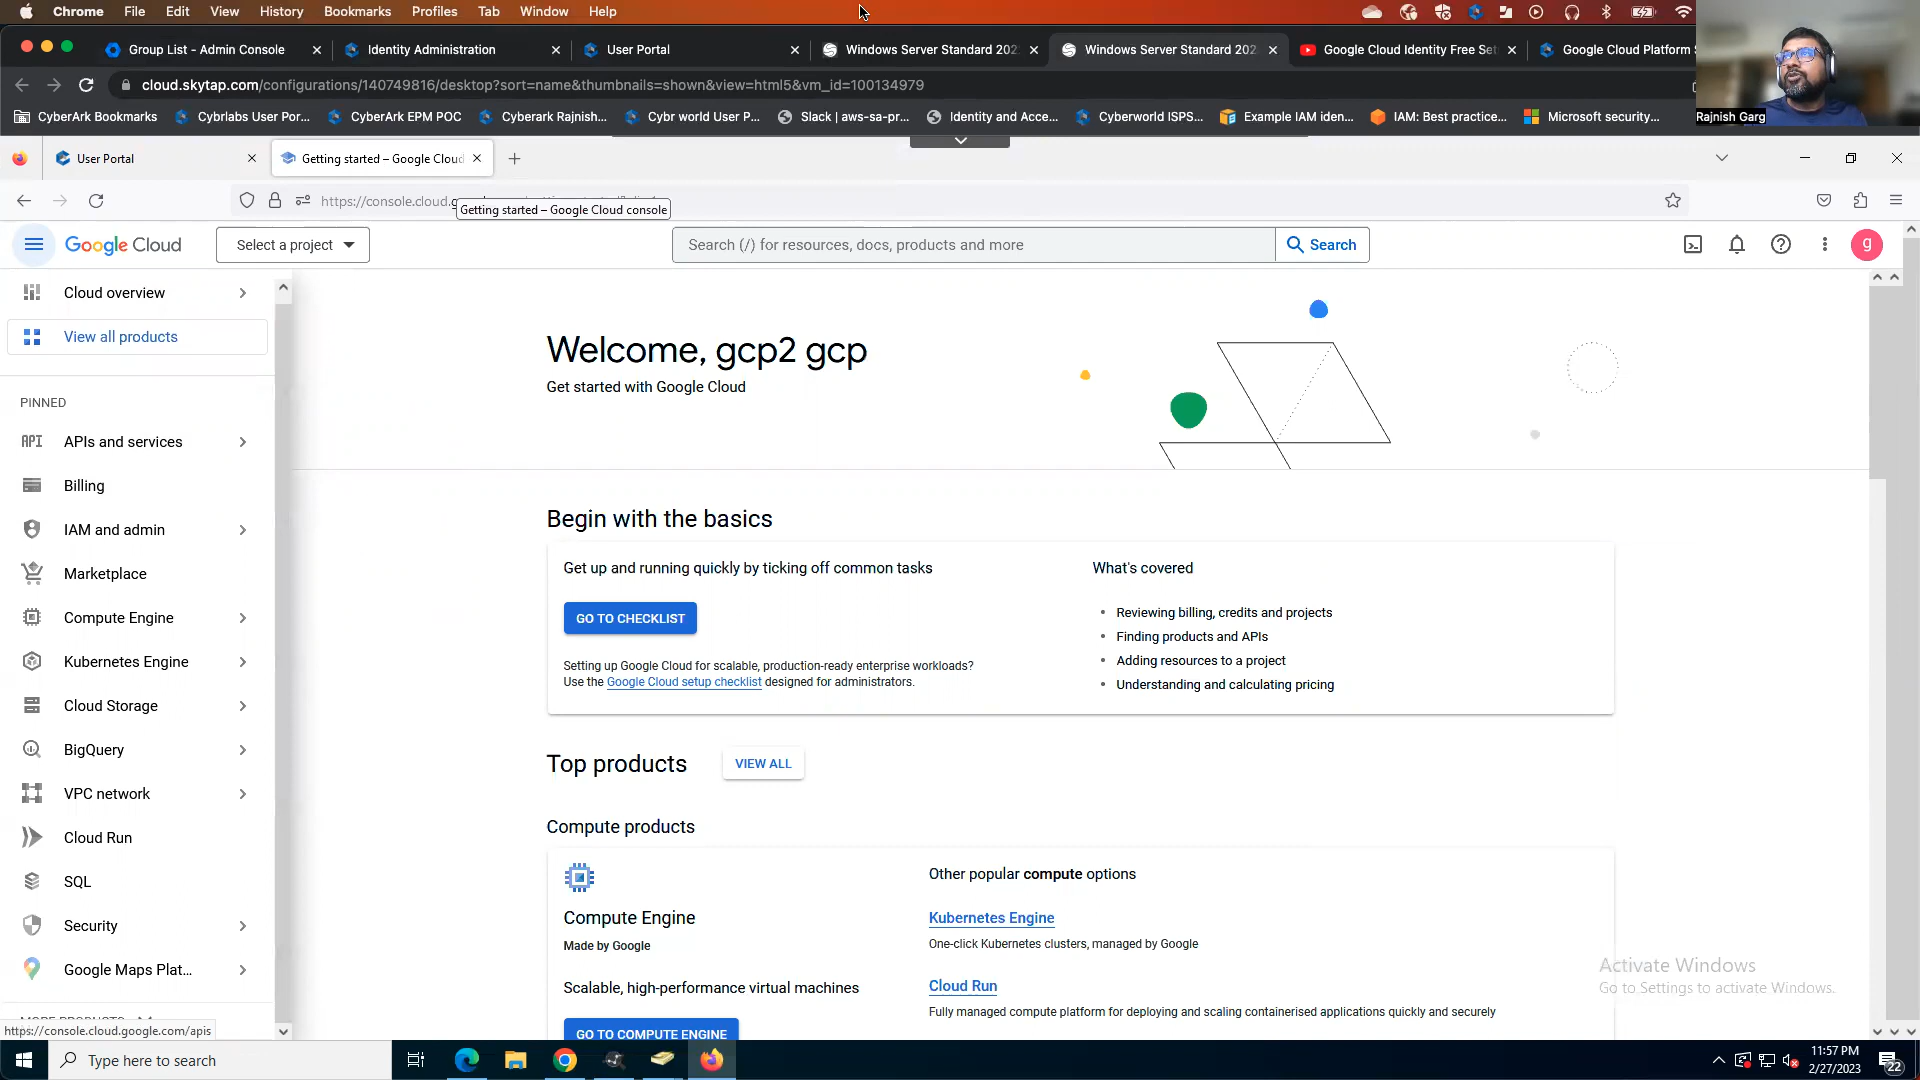 Chrome File Edit View History Bookmarks Profiles Tab Window Help
Group List - Admin Console Identity Administration User Portal Windows Server Standard 202 Windows Server Standard 202 Google Cloud Identity Free Set Google Cloud Platform S
cloud.skytap.com/configurations/140749816/desktop?sort=name&thumbnails=shown&view=html5&vm_id=100134979
CyberArk Bookmarks Cybrlabs User Por... CyberArk EPM POC Cyberark Rajnish... Cybr world User P... Slack | aws-sa-pr... Identity and Acce... Cyberworld ISPS... Example IAM iden... IAM: Best practice... Microsoft security...
Rajnish Garg
User Portal Getting started – Google Cloud
https://console.cloud.g
Getting started – Google Cloud console
Google Cloud Select a project Search (/) for resources, docs, products and more Search g
Cloud overview
View all products
PINNED
API APIs and services
Billing
IAM and admin
Marketplace
Compute Engine
Kubernetes Engine
Cloud Storage
BigQuery
VPC network
Cloud Run
SQL
Security
Google Maps Plat...
https://console.cloud.google.com/apis
Welcome, gcp2 gcp
Get started with Google Cloud
Begin with the basics
Get up and running quickly by ticking off common tasks
GO TO CHECKLIST
Setting up Google Cloud for scalable, production-ready enterprise workloads?
Use the Google Cloud setup checklist designed for administrators.
What's covered
• Reviewing billing, credits and projects
• Finding products and APIs
• Adding resources to a project
• Understanding and calculating pricing
Top products VIEW ALL
Compute products
Compute Engine
Made by Google
Scalable, high-performance virtual machines
GO TO COMPUTE ENGINE
Other popular compute options
Kubernetes Engine
One-click Kubernetes clusters, managed by Google
Cloud Run
Fully managed compute platform for deploying and scaling containerised applications quickly and securely
Activate Windows
Go to Settings to activate Windows.
Type here to search
11:57 PM
2/27/2023
22